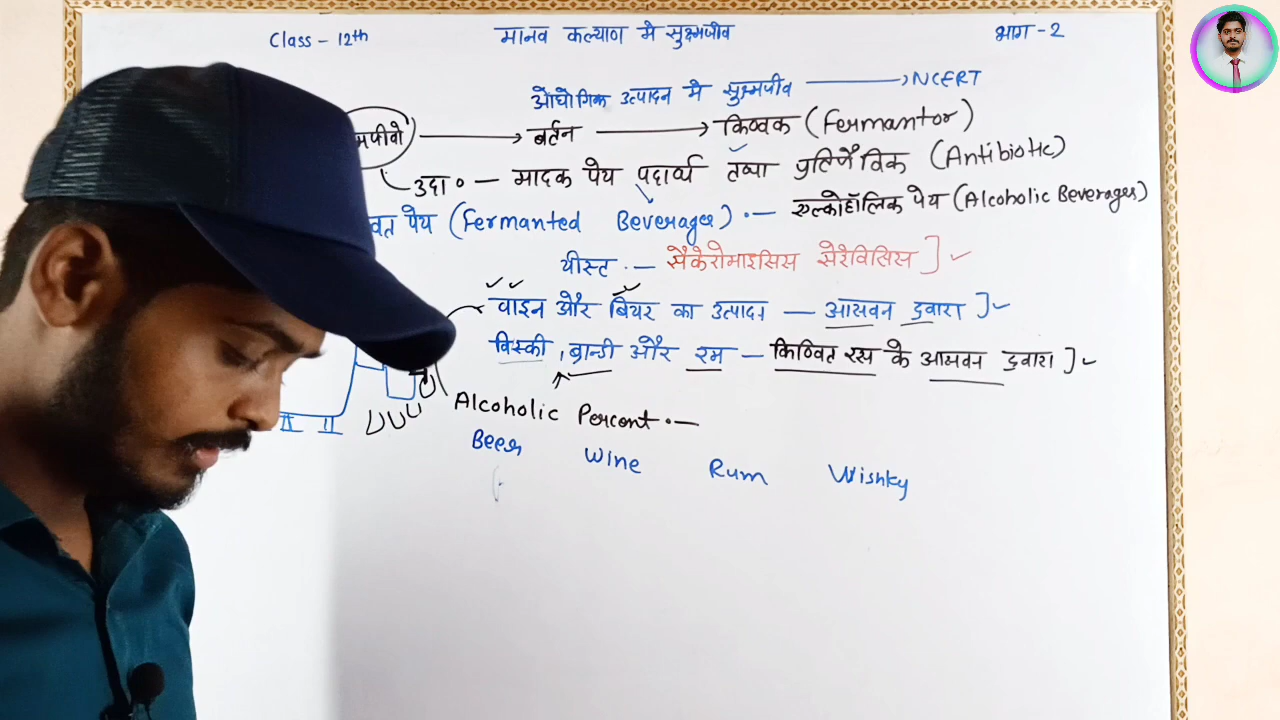 Class - 12th मानव कल्याण मे सुक्ष्मजीव भाग - 2
औघोगिक उत्पादन मे सुक्ष्मजीव → NCERT
→ बर्तन → किण्वक (Fermantor)
उदा० — मादक पेय पदार्थ तथा प्रतिजैविक (Antibiotic)
पेय (Fermanted Beverages) ·— एल्कोहॉलिक पेय (Alcoholic Beverages)
यीस्ट ·— सैकेरोमाइसिस सेरेविसिस ]
वाइन और बियर का उत्पादन — आसवन द्वारा ]
विस्की , ब्रान्डी और रम — किण्वित रस के आसवन द्वारा ]
Alcoholic Percent ·—
Beer Wine Rum Wishky